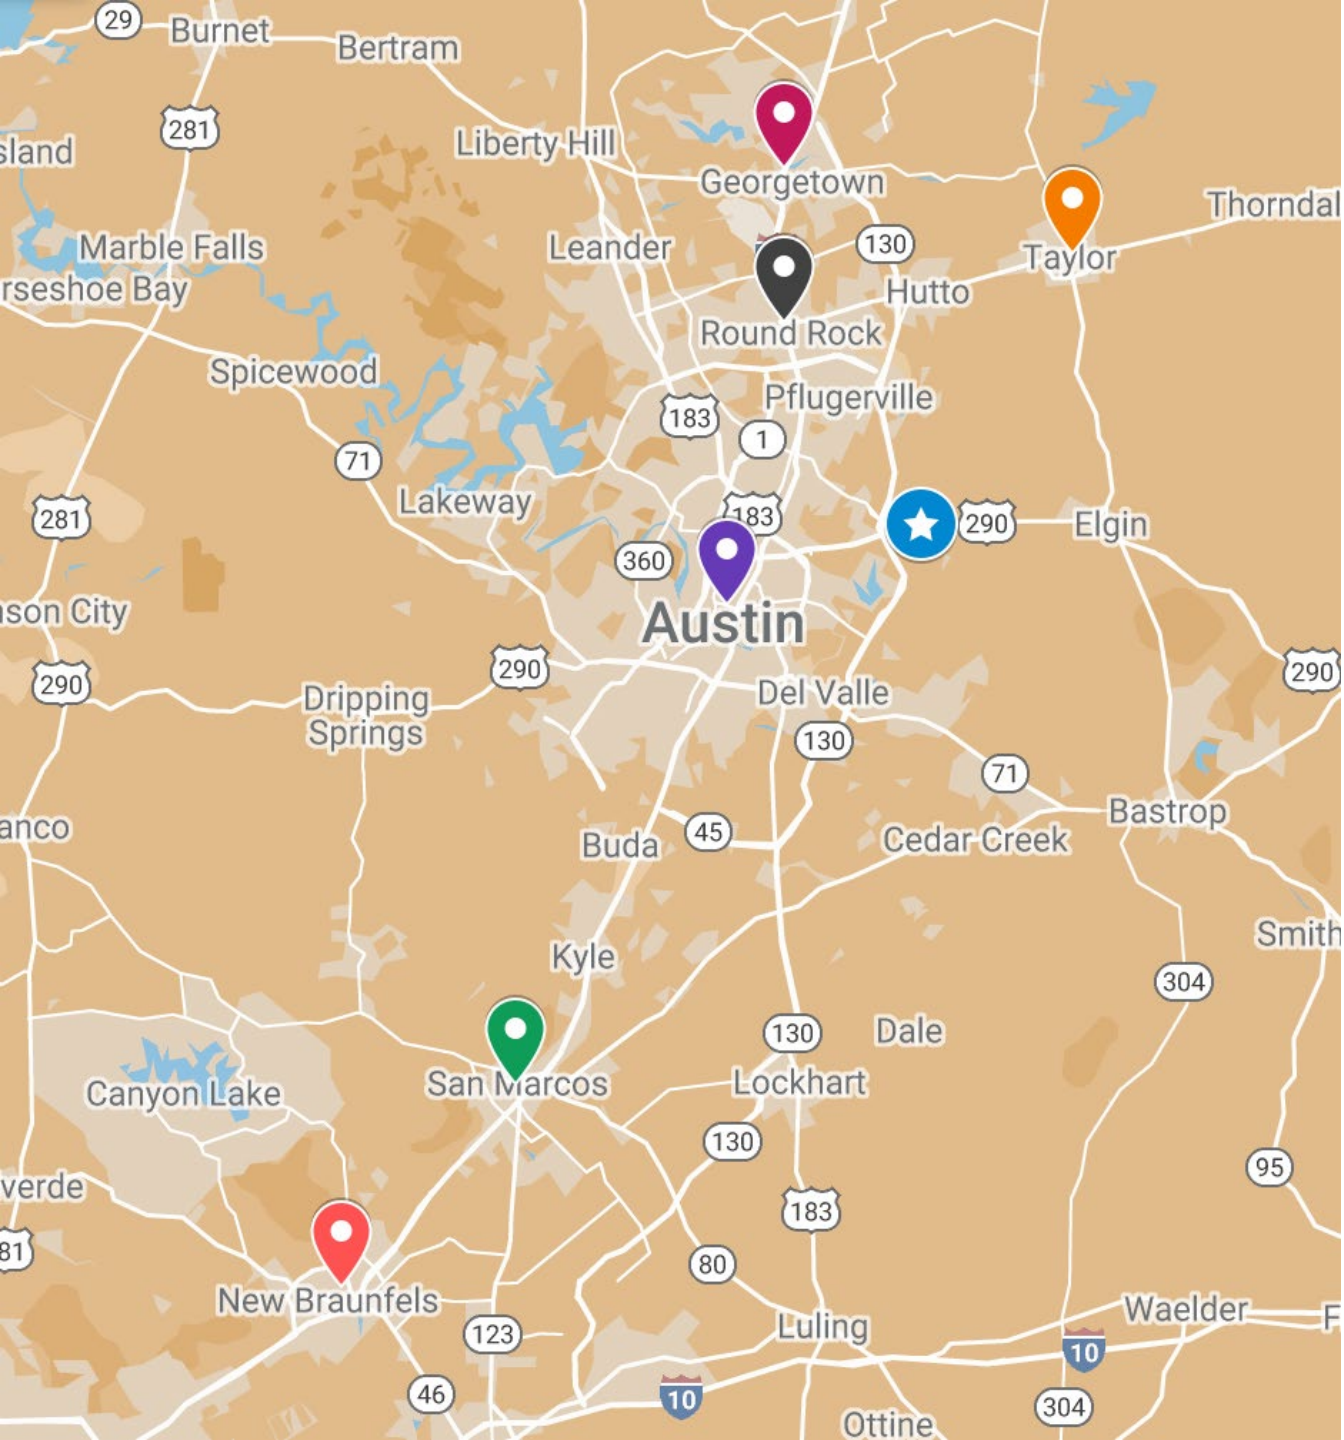 29
Burnet
Bertram
281
Liberty Hill
sland
Georgetown
Thorndal
Marble Falls
Leander
130
Taylor
rseshoe Bay
Hutto
Round Rock
Spicewood
Pflugerville
183
1
71
Lakeway
281
183
290
Elgin
360
nson City
Austin
290
290
290
Dripping
Springs
Del Valle
130
71
Bastrop
anco
45
Buda
Cedar Creek
Smith
Kyle
304
130
Dale
San Marcos
Lockhart
Canyon Lake
130
95
verde
183
81
80
New Braunfels
Waelder
F
Luling
123
10
46
10
304
Ottine